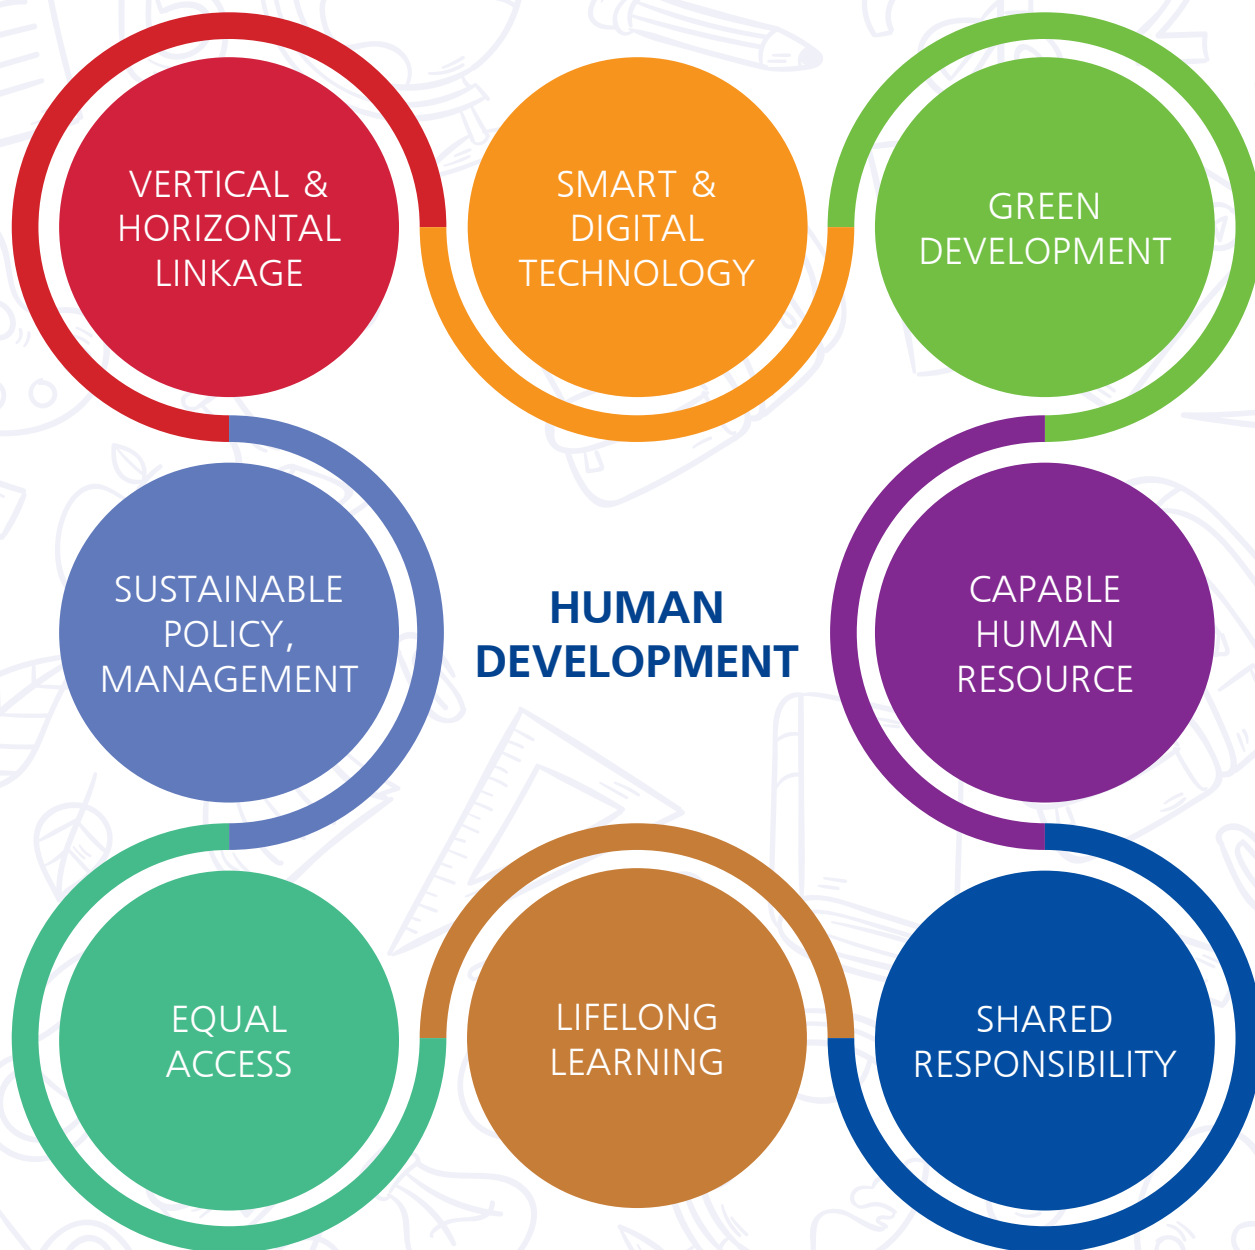 VERTICAL &
HORIZONTAL
LINKAGE
SMART &
DIGITAL
TECHNOLOGY
GREEN
DEVELOPMENT
SUSTAINABLE
POLICY,
MANAGEMENT
HUMAN
DEVELOPMENT
CAPABLE
HUMAN
RESOURCE
EQUAL
ACCESS
LIFELONG
LEARNING
SHARED
RESPONSIBILITY